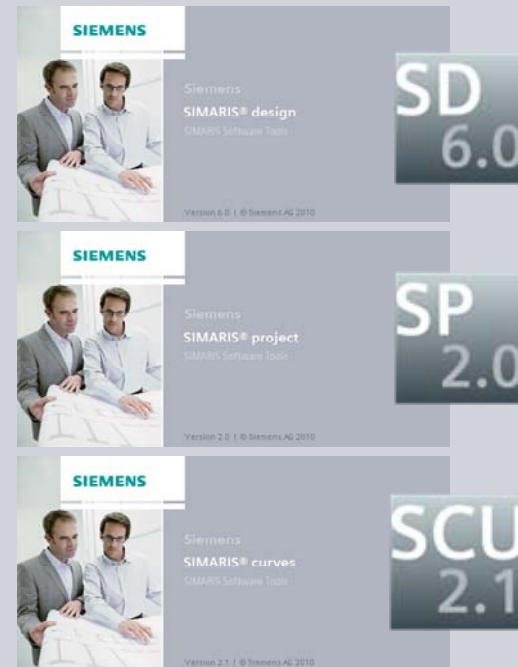 SIEMENS
Siemens
SIMARIS® design
SIMARIS Software Tools
Version 6.0 | © Siemens AG 2010
SD
6.0
SIEMENS
Siemens
SIMARIS® project
SIMARIS Software Tools
Version 2.0 | © Siemens AG 2010
SP
2.0
SIEMENS
Siemens
SIMARIS® curves
SIMARIS Software Tools
Version 2.1 | © Siemens AG 2010
SCU
2.1